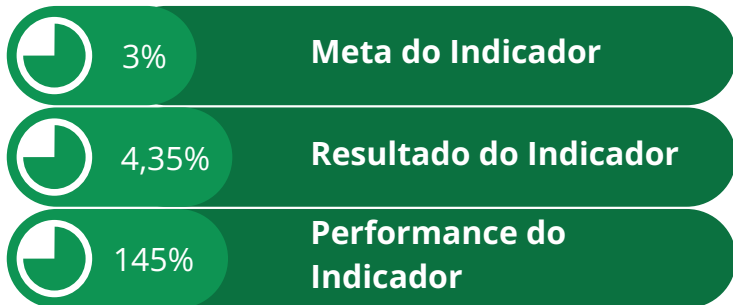 3% Meta do Indicador
4,35% Resultado do Indicador
145% Performance do
Indicador